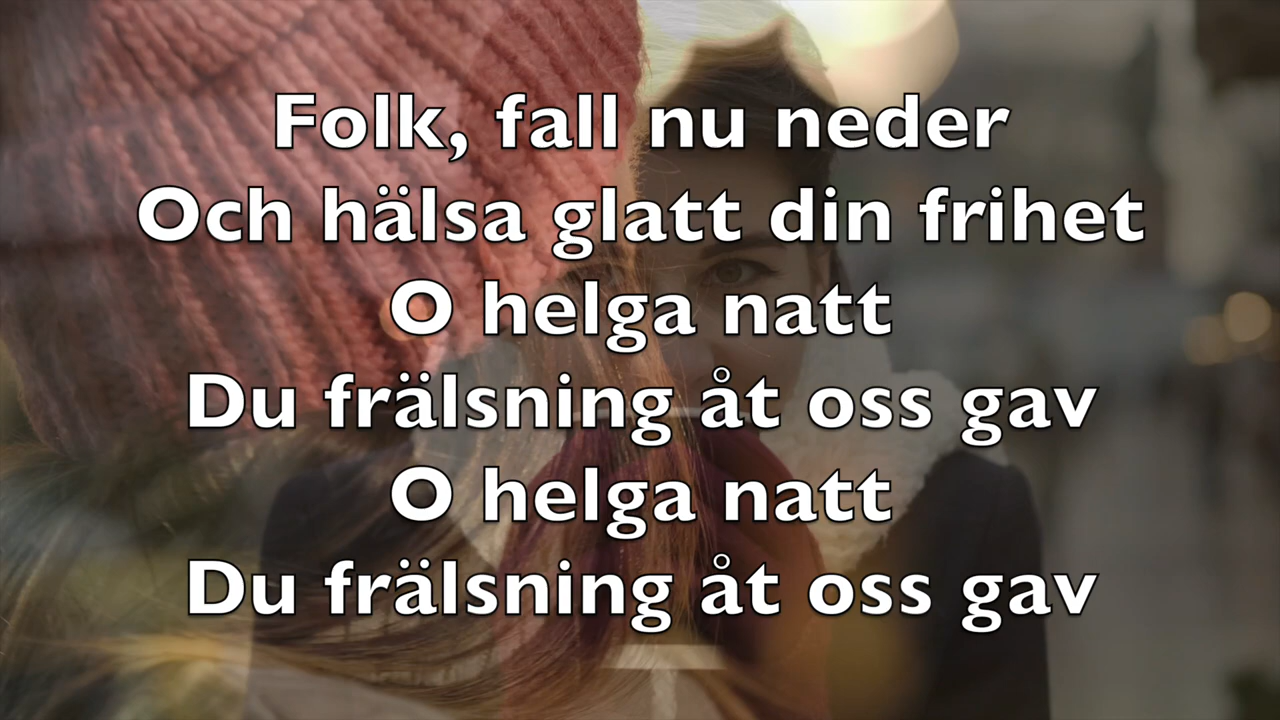 Folk, fall nu neder
Och hälsa glatt din frihet
O helga natt
Du frälsning åt oss gav
O helga natt
Du frälsning åt oss gav